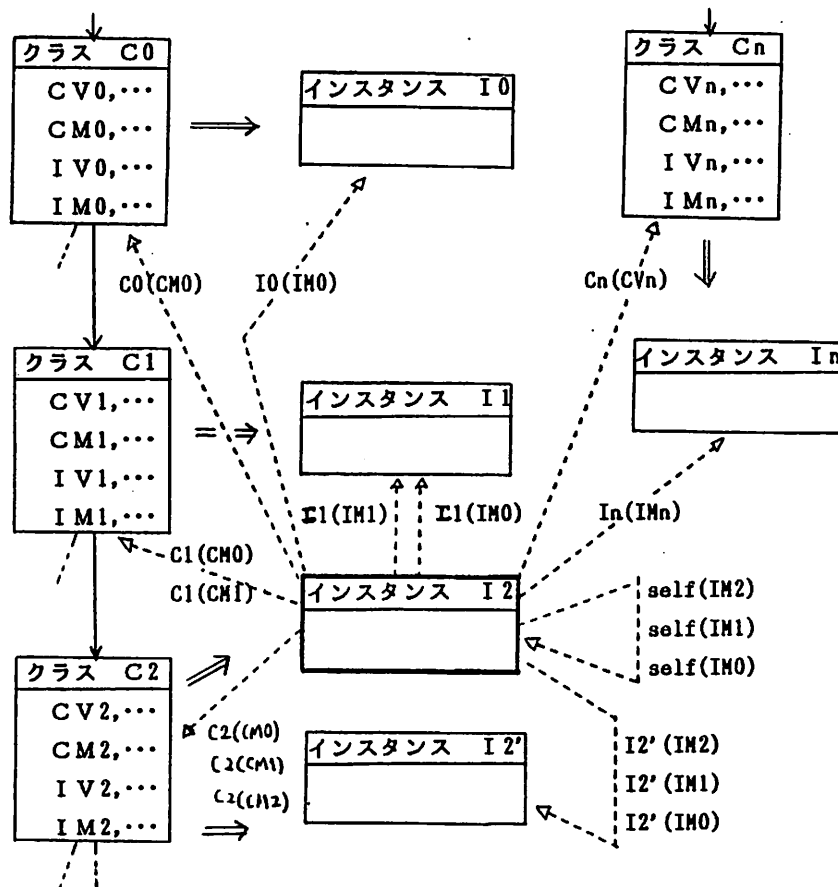 クラス C0
CV0,…
CM0,…
IV0,…
IM0,…
インスタンス I0
クラス Cn
CVn,…
CMn,…
IVn,…
IMn,…
C0(CM0)
I0(IM0)
Cn(CVn)
クラス C1
CV1,…
CM1,…
IV1,…
IM1,…
インスタンス I1
インスタンス In
I1(IM1)
I1(IM0)
In(IMn)
C1(CM0)
C1(CM1)
インスタンス I2
self(IM2)
self(IM1)
self(IM0)
クラス C2
CV2,…
CM2,…
IV2,…
IM2,…
C2(CM0)
C2(CM1)
C2(CM2)
インスタンス I2'
I2'(IM2)
I2'(IM1)
I2'(IM0)